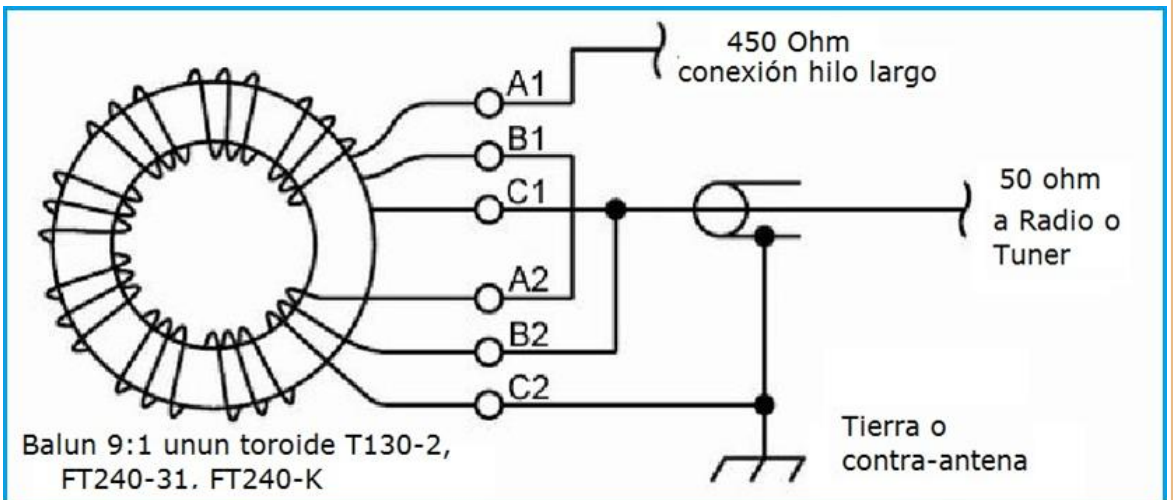 450 Ohm
conexión hilo largo
A1
B1
C1
50 ohm
a Radio o
Tuner
A2
B2
C2
Tierra o
contra-antena
Balun 9:1 unun toroide T130-2,
FT240-31. FT240-K